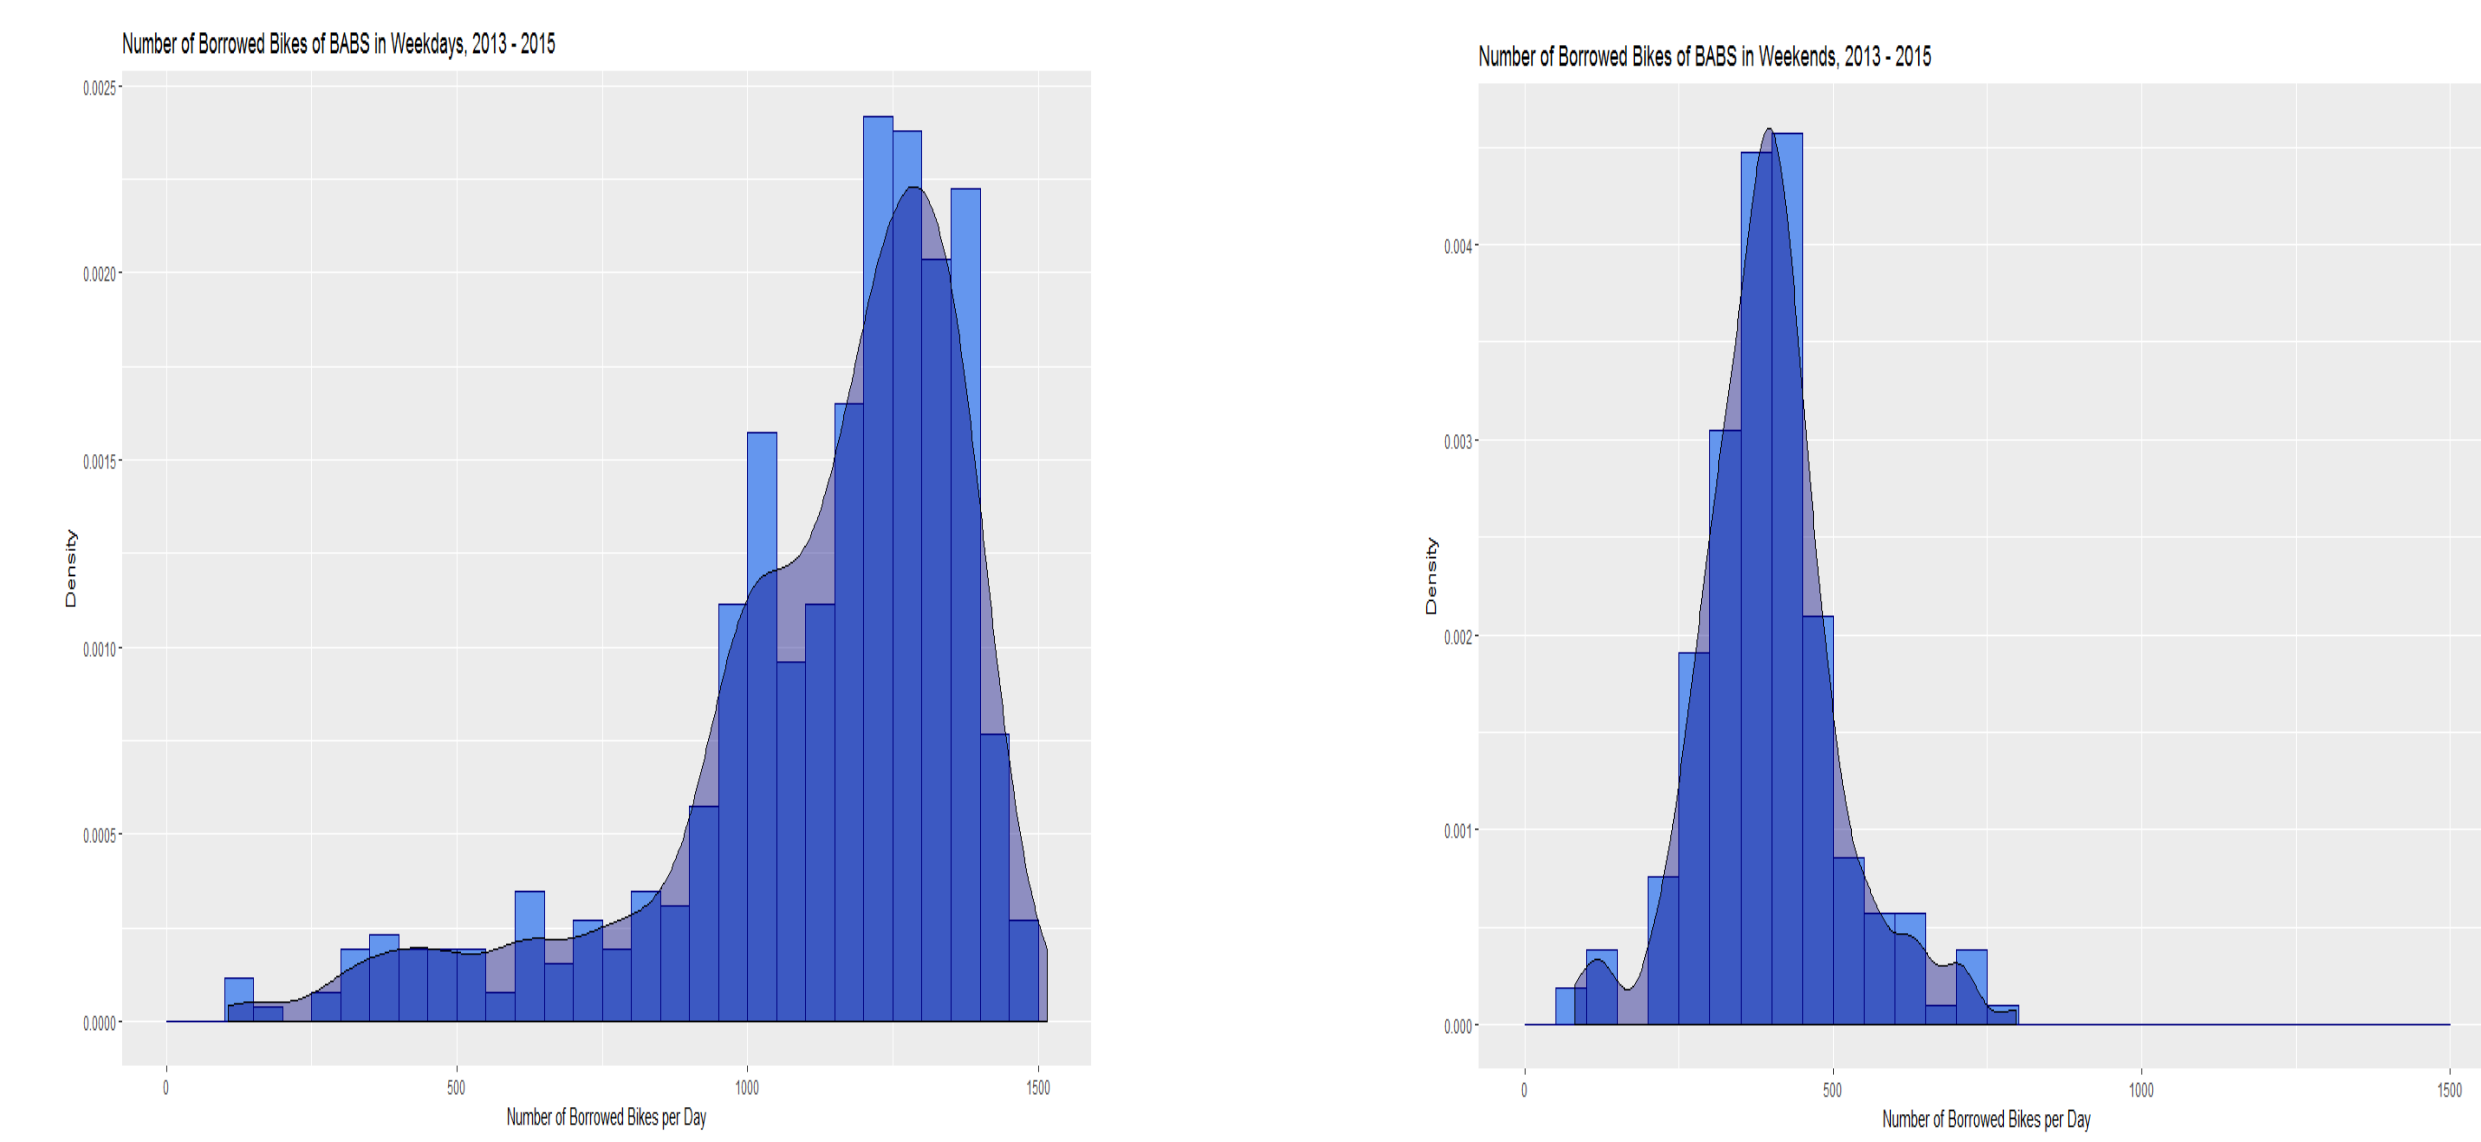 Number of Borrowed Bikes of BABS in Weekdays, 2013 - 2015
0.0025
0.0020
0.0015
0.0010
0.0005
0.0000
Density
0 500 1000 1500
Number of Borrowed Bikes per Day
Number of Borrowed Bikes of BABS in Weekends, 2013 - 2015
0.004
0.003
0.002
0.001
0.000
Density
0 500 1000 1500
Number of Borrowed Bikes per Day